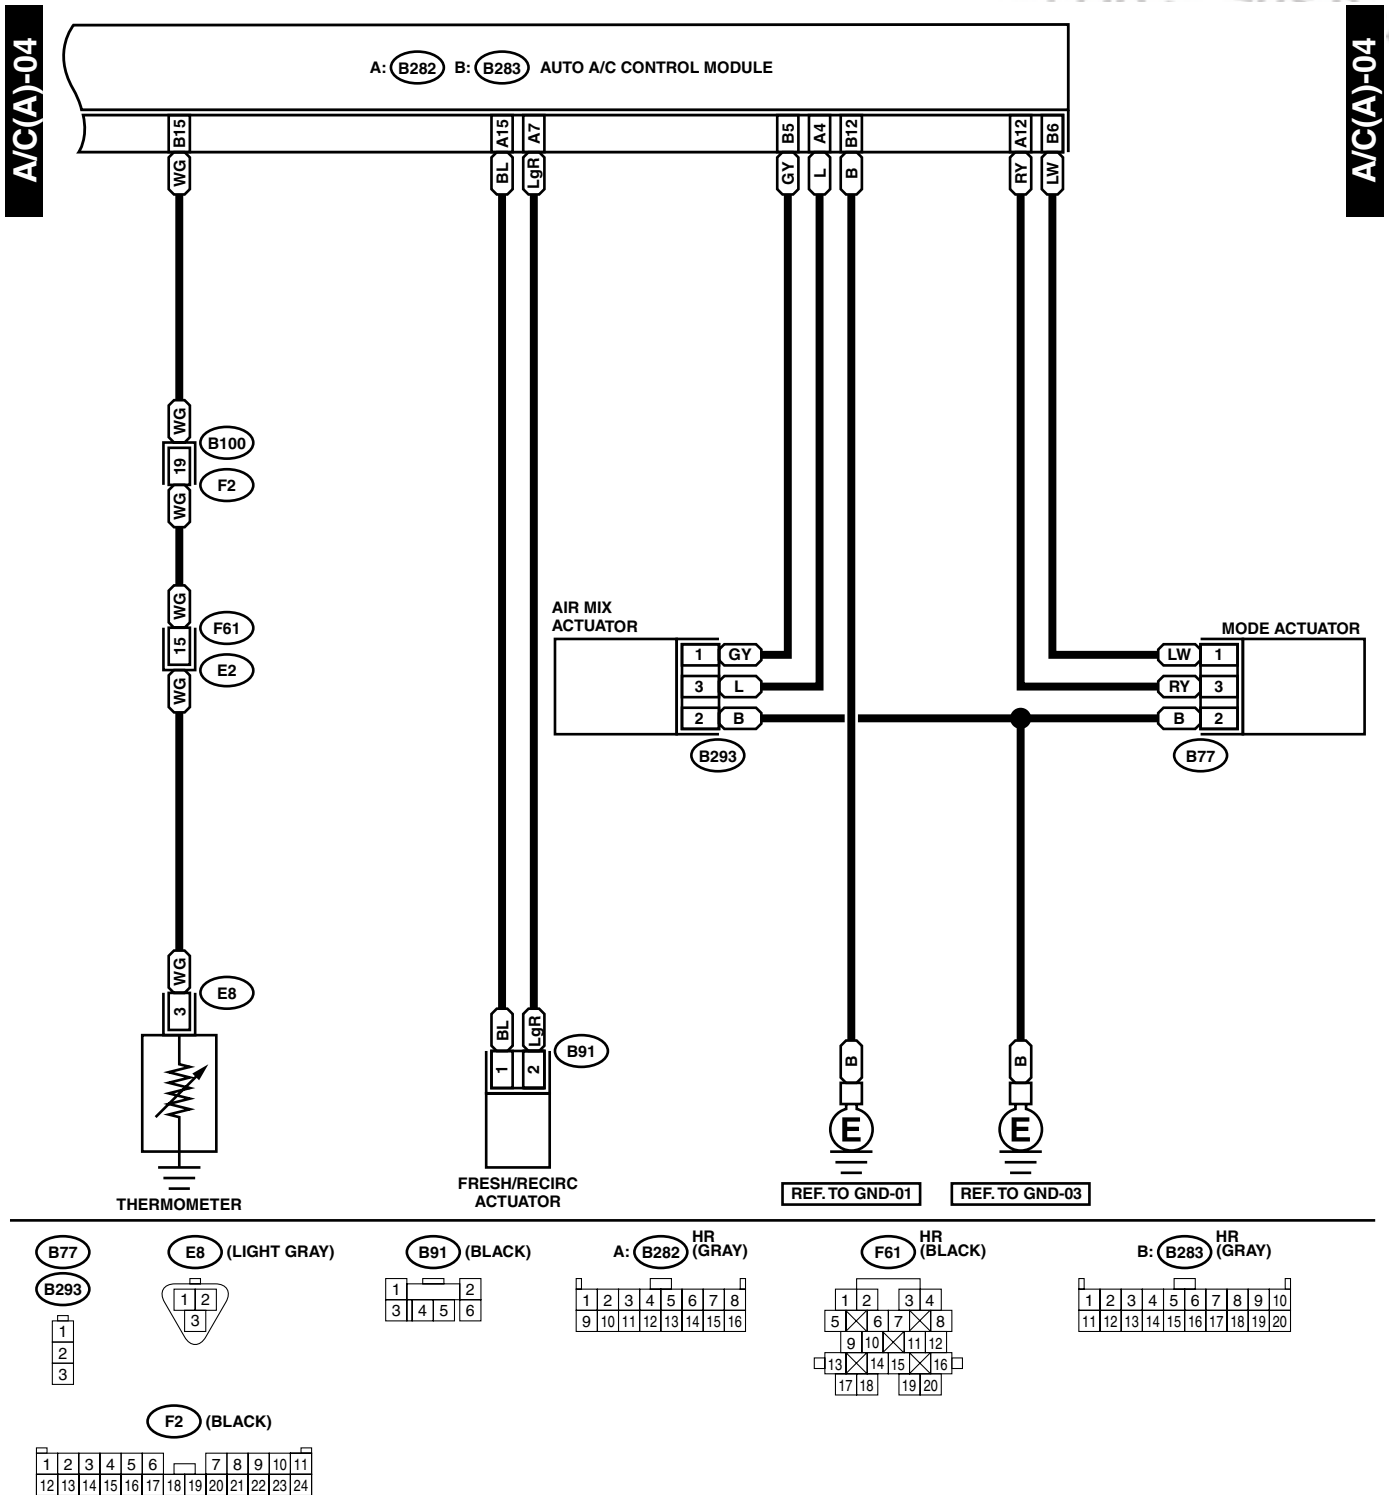 A/C(A)-04
A/C(A)-04
A: B282 B: B283 AUTO A/C CONTROL MODULE
B15 A15 A7 B5 A4 B12 A12 B6
WG BL LgR GY L B RY LW
WG
B100
19
F2
WG
WG
F61
15
E2
WG
AIR MIX
ACTUATOR
MODE ACTUATOR
1 GY LW 1
3 L RY 3
2 B B 2
B293 B77
WG
E8
3
BL LgR
B91
1 2
B B
E E
THERMOMETER
FRESH/RECIRC
ACTUATOR
REF. TO GND-01 REF. TO GND-03
B77
B293
1
2
3
E8 (LIGHT GRAY)
1 2
3
B91 (BLACK)
1 2
3 4 5 6
A: B282 HR
(GRAY)
1 2 3 4 5 6 7 8
9 10 11 12 13 14 15 16
F61 HR
(BLACK)
1 2 3 4
5 6 7 8
9 10 11 12
13 14 15 16
17 18 19 20
B: B283 HR
(GRAY)
1 2 3 4 5 6 7 8 9 10
11 12 13 14 15 16 17 18 19 20
F2 (BLACK)
1 2 3 4 5 6 7 8 9 10 11
12 13 14 15 16 17 18 19 20 21 22 23 24